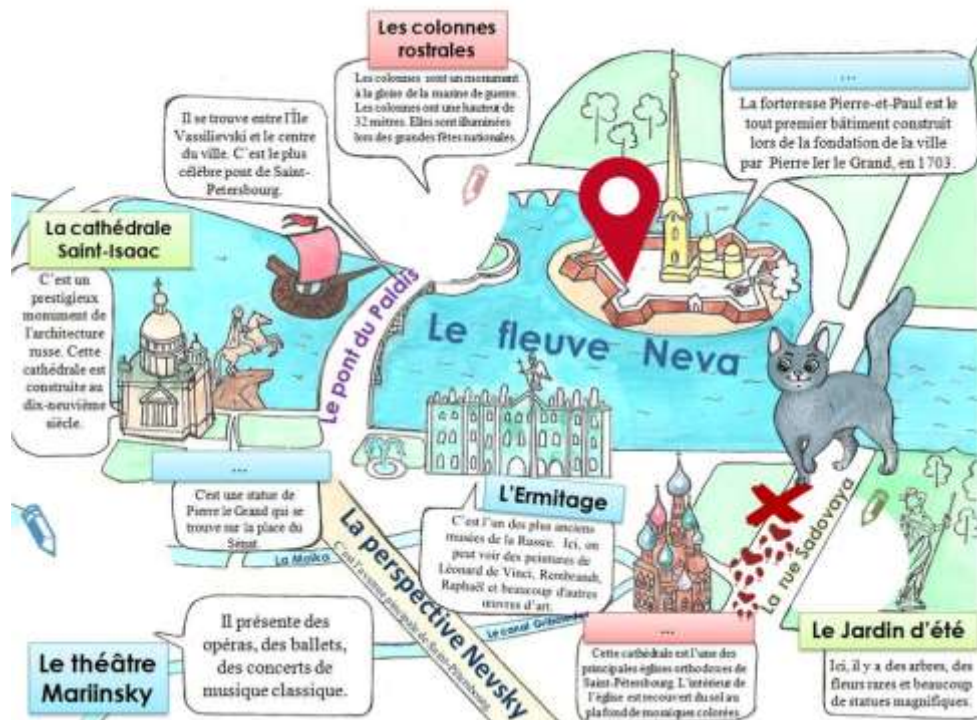 Les colonnes
rostrales
Les colonnes sont un monument
à la gloire de la marine de guerre.
Les colonnes ont une hauteur de
32 mètres. Elles sont illuminées
lors des grandes fêtes nationales.
...
La forteresse Pierre-et-Paul est le
tout premier bâtiment construit
lors de la fondation de la ville
par Pierre Ier le Grand, en 1703.
Il se trouve entre l'Île
Vassilievski et le centre
du ville. C'est le plus
célèbre pont de Saint-
Petersbourg.
La cathédrale
Saint-Isaac
C'est un
prestigieux
monument de
l'architecture
russe. Cette
cathédrale est
construite au
dix-neuvième
siècle.
Le pont du Palais
Le fleuve Neva
...
C'est une statue de
Pierre le Grand qui se
trouve sur la place du
Sénat.
La Moïka
La perspective Nevsky
C'est l'avenue principale de Saint-Pétersbourg.
L'Ermitage
C'est l'un des plus anciens
musées de la Russie. Ici, on
peut voir des peintures de
Léonard de Vinci, Rembrandt,
Raphaël et beaucoup d'autres
œuvres d'art.
Le canal
La rue Sadovaya
Le théâtre
Mariinsky
Il présente des
opéras, des ballets,
des concerts de
musique classique.
...
Cette cathédrale est l'une des
principales églises orthodoxes de
Saint-Pétersbourg. L'intérieur de
l'église est recouvert du sol au
plafond de mosaïques colorées.
Le Jardin d'été
Ici, il y a des arbres, des
fleurs rares et beaucoup
de statues magnifiques.